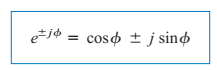 e^{±jϕ} = cosϕ ± j sinϕ